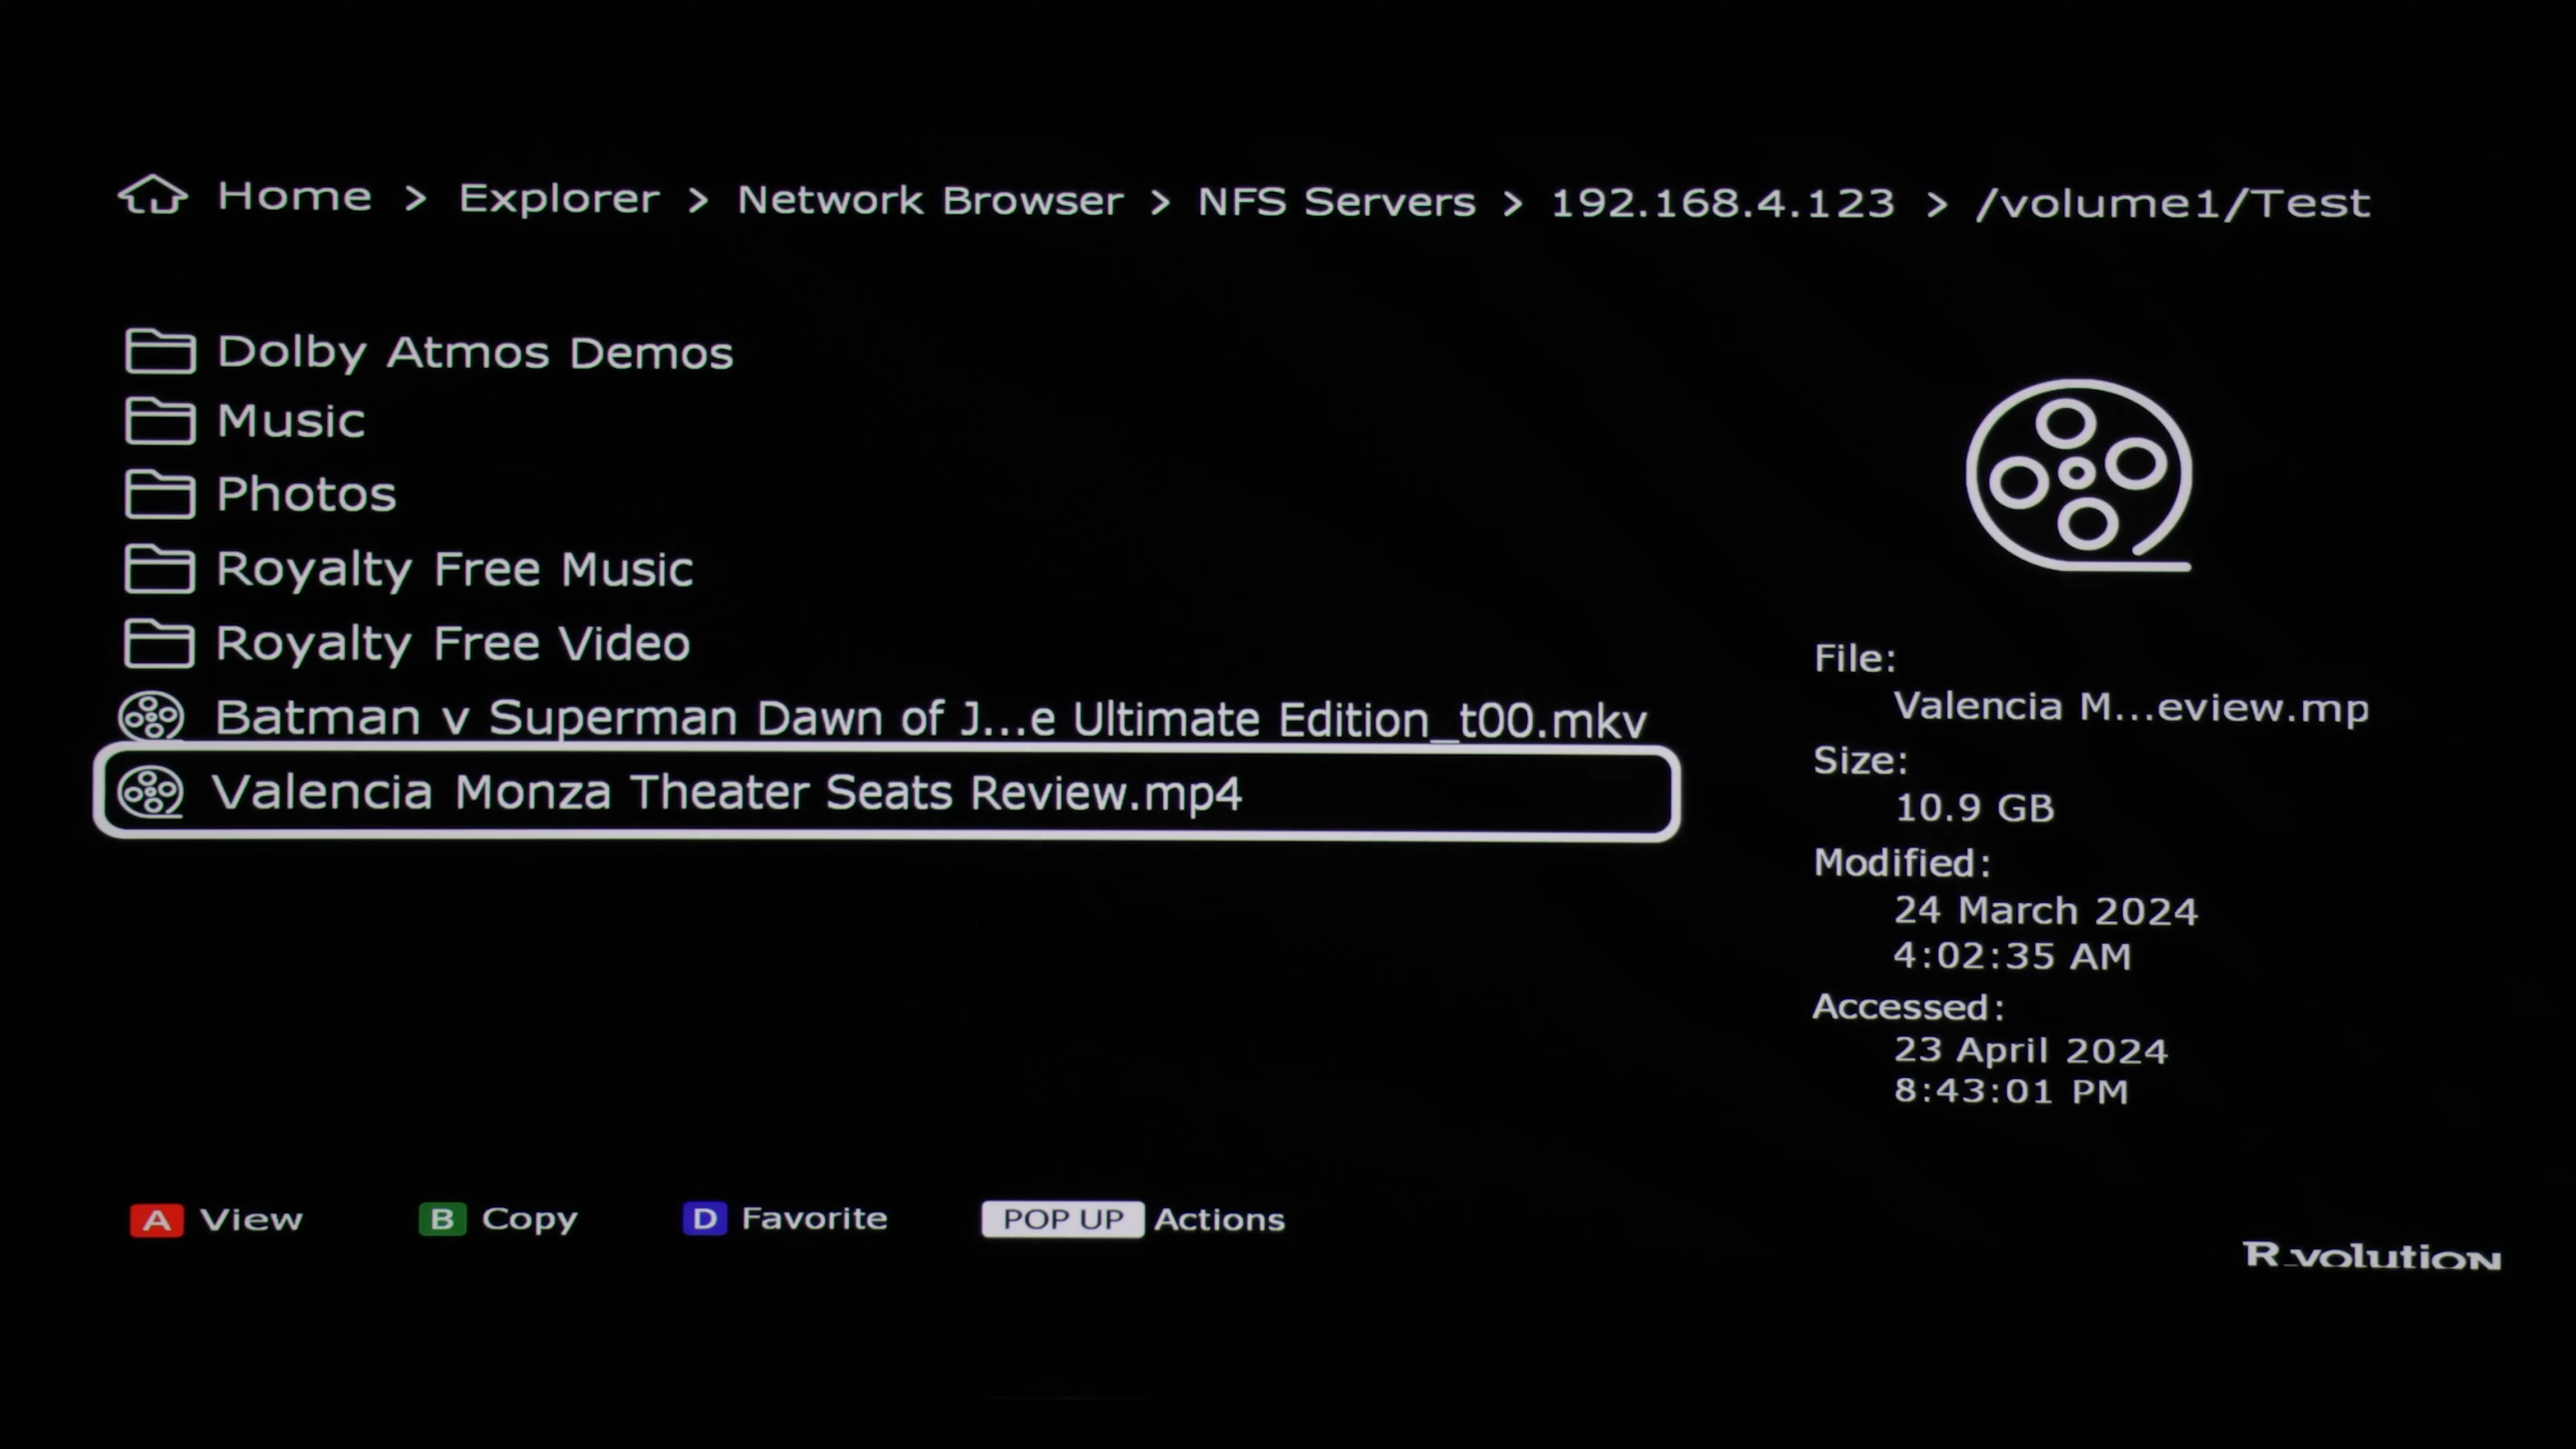 Home > Explorer > Network Browser > NFS Servers > 192.168.4.123 > /volume1/Test
Dolby Atmos Demos
Music
Photos
Royalty Free Music
Royalty Free Video
Batman v Superman Dawn of J...e Ultimate Edition_t00.mkv
Valencia Monza Theater Seats Review.mp4
File:
Valencia M...eview.mp
Size:
10.9 GB
Modified:
24 March 2024
4:02:35 AM
Accessed:
23 April 2024
8:43:01 PM
A View B Copy D Favorite POP UP Actions
R_volution